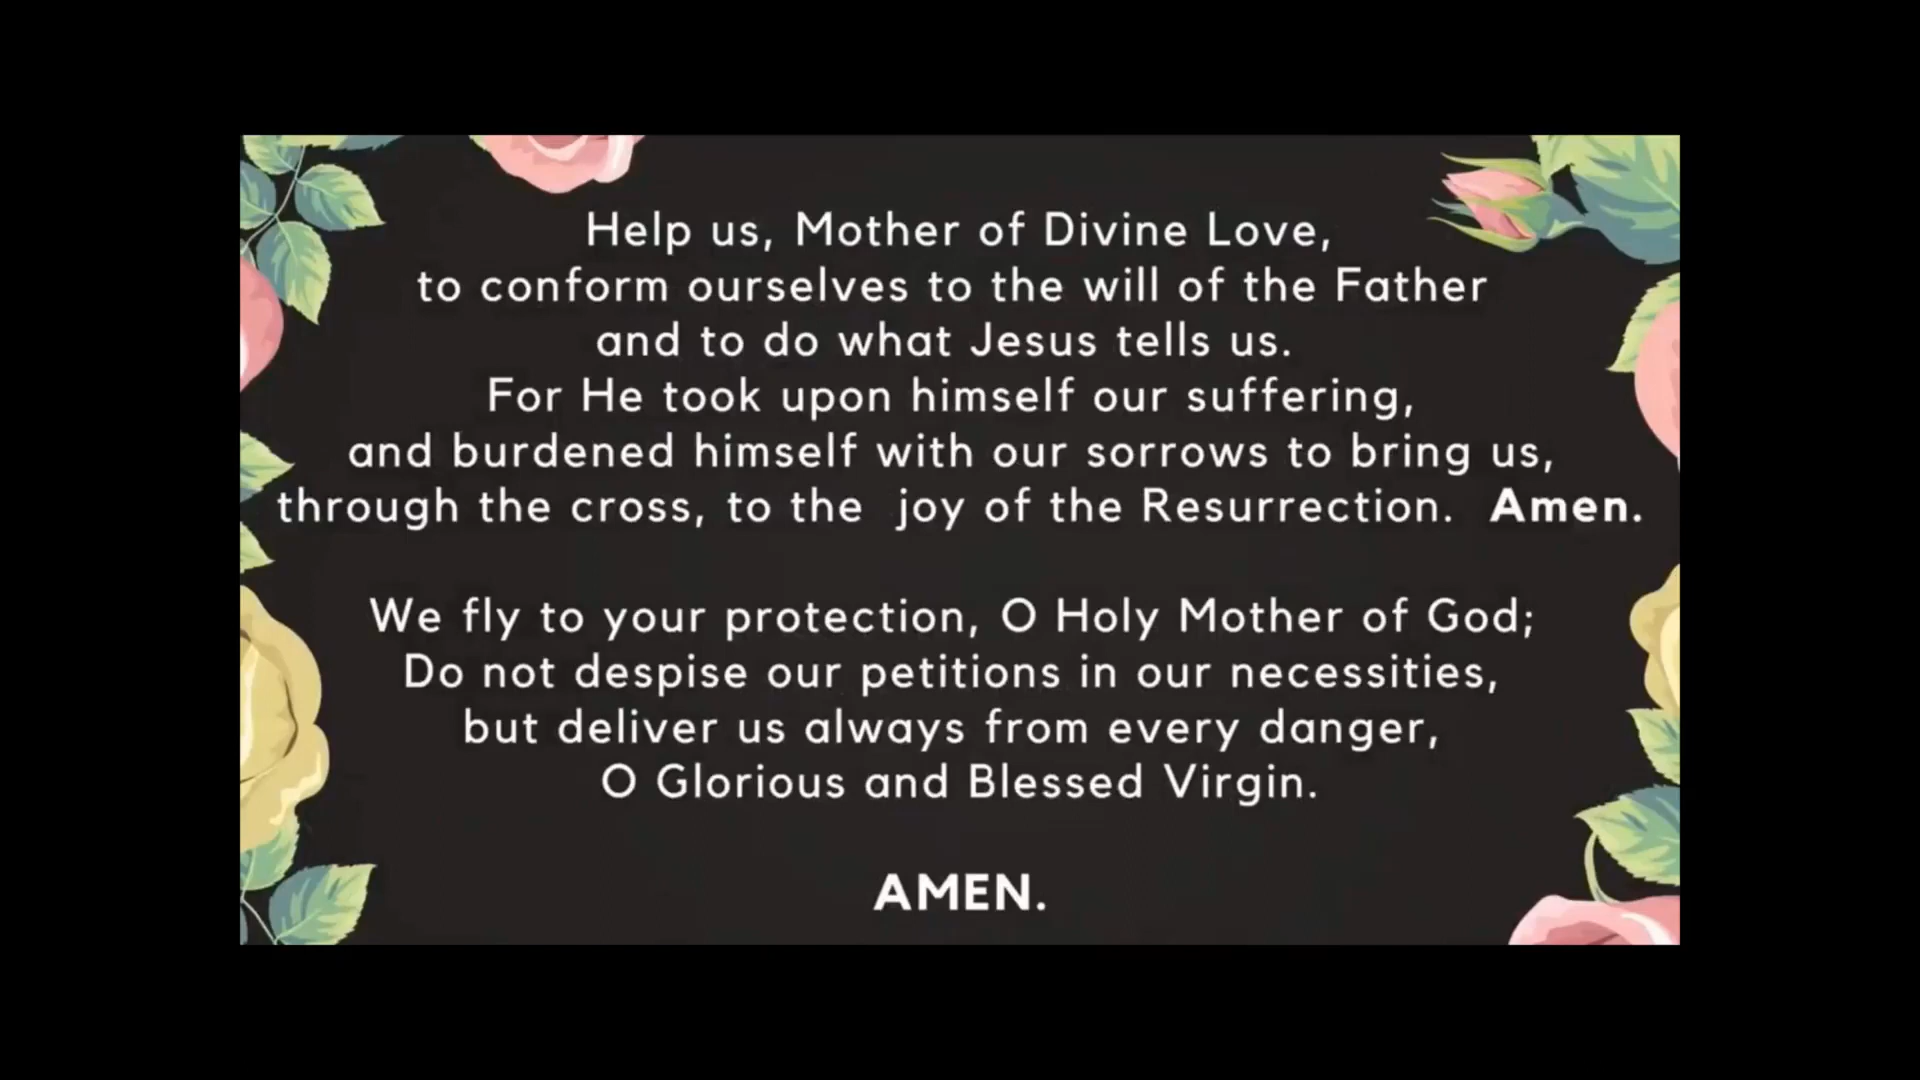 Help us, Mother of Divine Love,
to conform ourselves to the will of the Father
and to do what Jesus tells us.
For He took upon himself our suffering,
and burdened himself with our sorrows to bring us,
through the cross, to the joy of the Resurrection. Amen.
We fly to your protection, O Holy Mother of God;
Do not despise our petitions in our necessities,
but deliver us always from every danger,
O Glorious and Blessed Virgin.
AMEN.